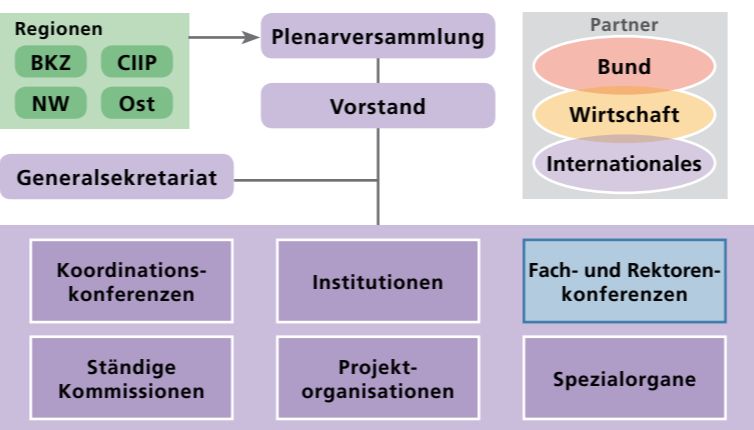 Regionen
BKZ
CIIP
NW
Ost
Plenarversammlung
Vorstand
Generalsekretariat
Partner
Bund
Wirtschaft
Internationales
Koordinations-
konferenzen
Institutionen
Fach- und Rektoren-
konferenzen
Ständige
Kommissionen
Projekt-
organisationen
Spezialorgane